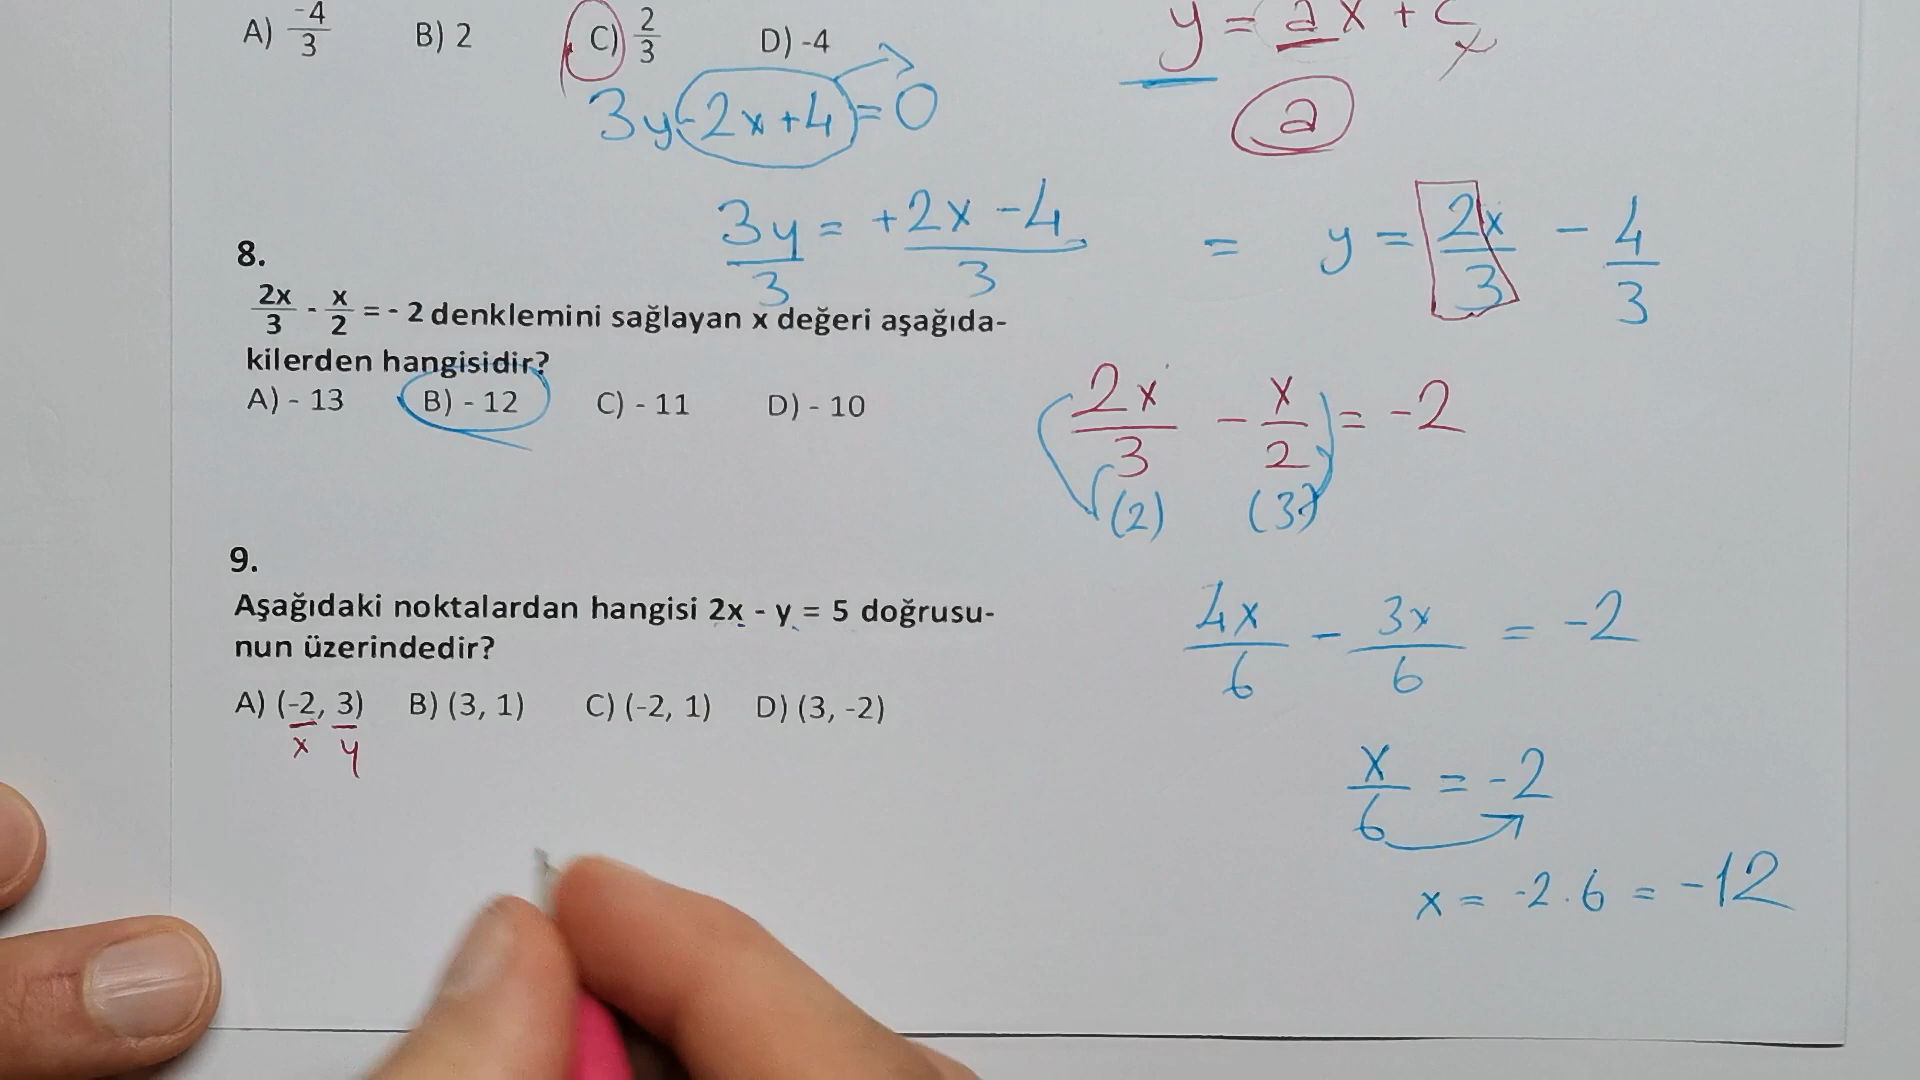 A) -4/3 B) 2 C) 2/3 D) -4
y = ax + c
a
3y-2x+4=0
3y/3 = +2x-4/3 = y = 2x/3 - 4/3
8.
2x/3 - x/2 = - 2 denklemini sağlayan x değeri aşağıda-
kilerden hangisidir?
A) - 13 B) - 12 C) - 11 D) - 10
2x/3 - x/2 = -2
(2) (3)
4x/6 - 3x/6 = -2
x/6 = -2
x = -2.6 = -12
9.
Aşağıdaki noktalardan hangisi 2x - y = 5 doğrusu-
nun üzerindedir?
A) (-2, 3) B) (3, 1) C) (-2, 1) D) (3, -2)
x y